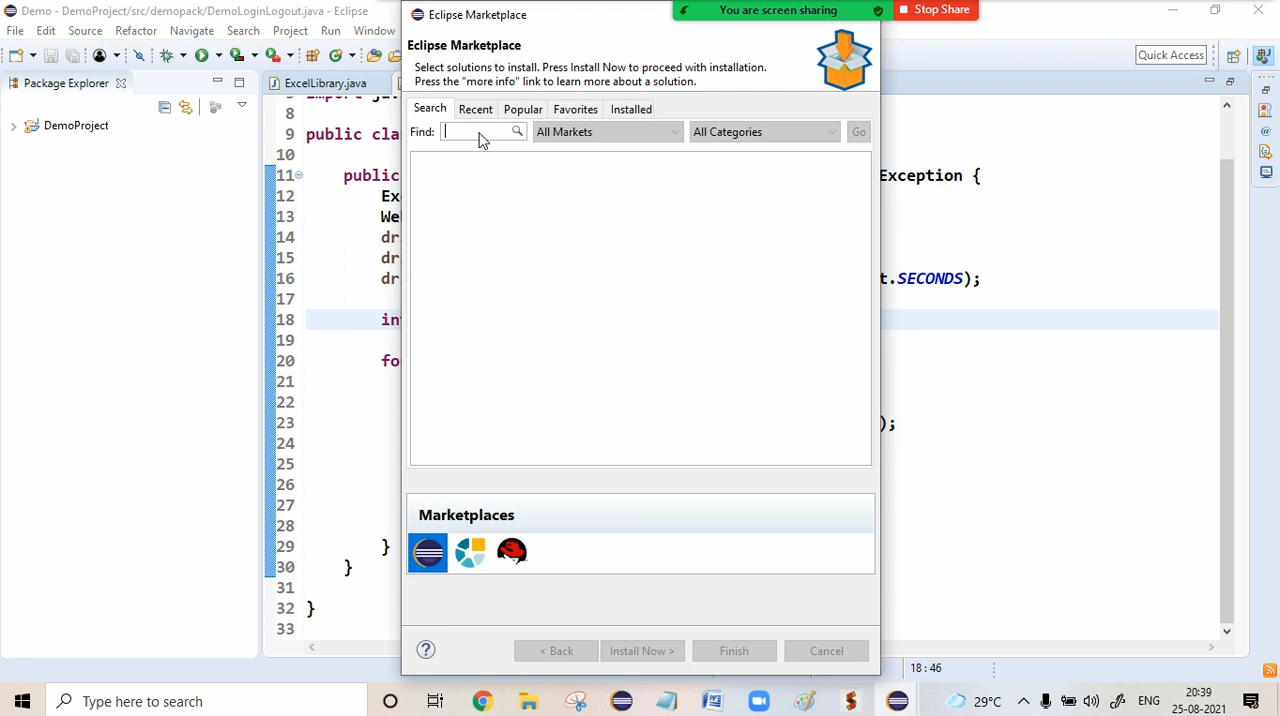 Demo - DemoProject/src/demopack/DemoLoginLogout.java - Eclipse
Eclipse Marketplace
You are screen sharing
Stop Share
File Edit Source Refactor Navigate Search Project Run Window
Eclipse Marketplace
Select solutions to install. Press Install Now to proceed with installation.
Press the "more info" link to learn more about a solution.
Quick Access
Package Explorer
ExcelLibrary.java
Search Recent Popular Favorites Installed
DemoProject
Find: All Markets All Categories Go
8
9 public cla
10
11 public Exception {
12 Ex
13 We
14 dr
15 dr
16 dr t.SECONDS);
17
18 in
19
20 fo
21
22
23 );
24
25
26
27
28
29 }
30 }
31
32 }
33
Marketplaces
? < Back Install Now > Finish Cancel
18 : 46
Type here to search
29°C ENG 20:39
25-08-2021